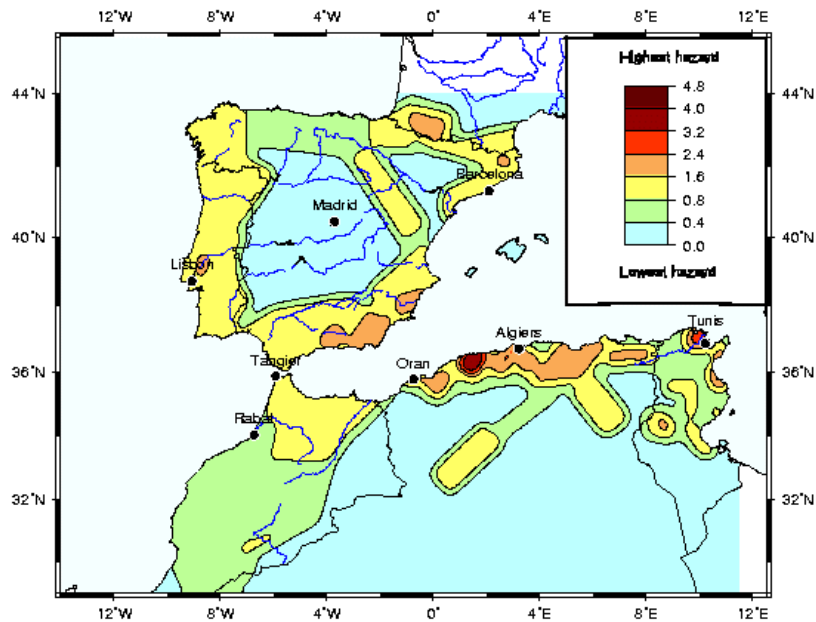 12°W 8°W 4°W 0° 4°E 8°E 12°E
Highest hazard
44°N 44°N
4.8
4.0
3.2
2.4
1.6
0.8
0.4
0.0
Lowest hazard
Barcelona
Madrid
40°N 40°N
Lisbon
Tunis
Algiers
36°N 36°N
Tangier
Oran
Rabat
32°N 32°N
12°W 8°W 4°W 0° 4°E 8°E 12°E